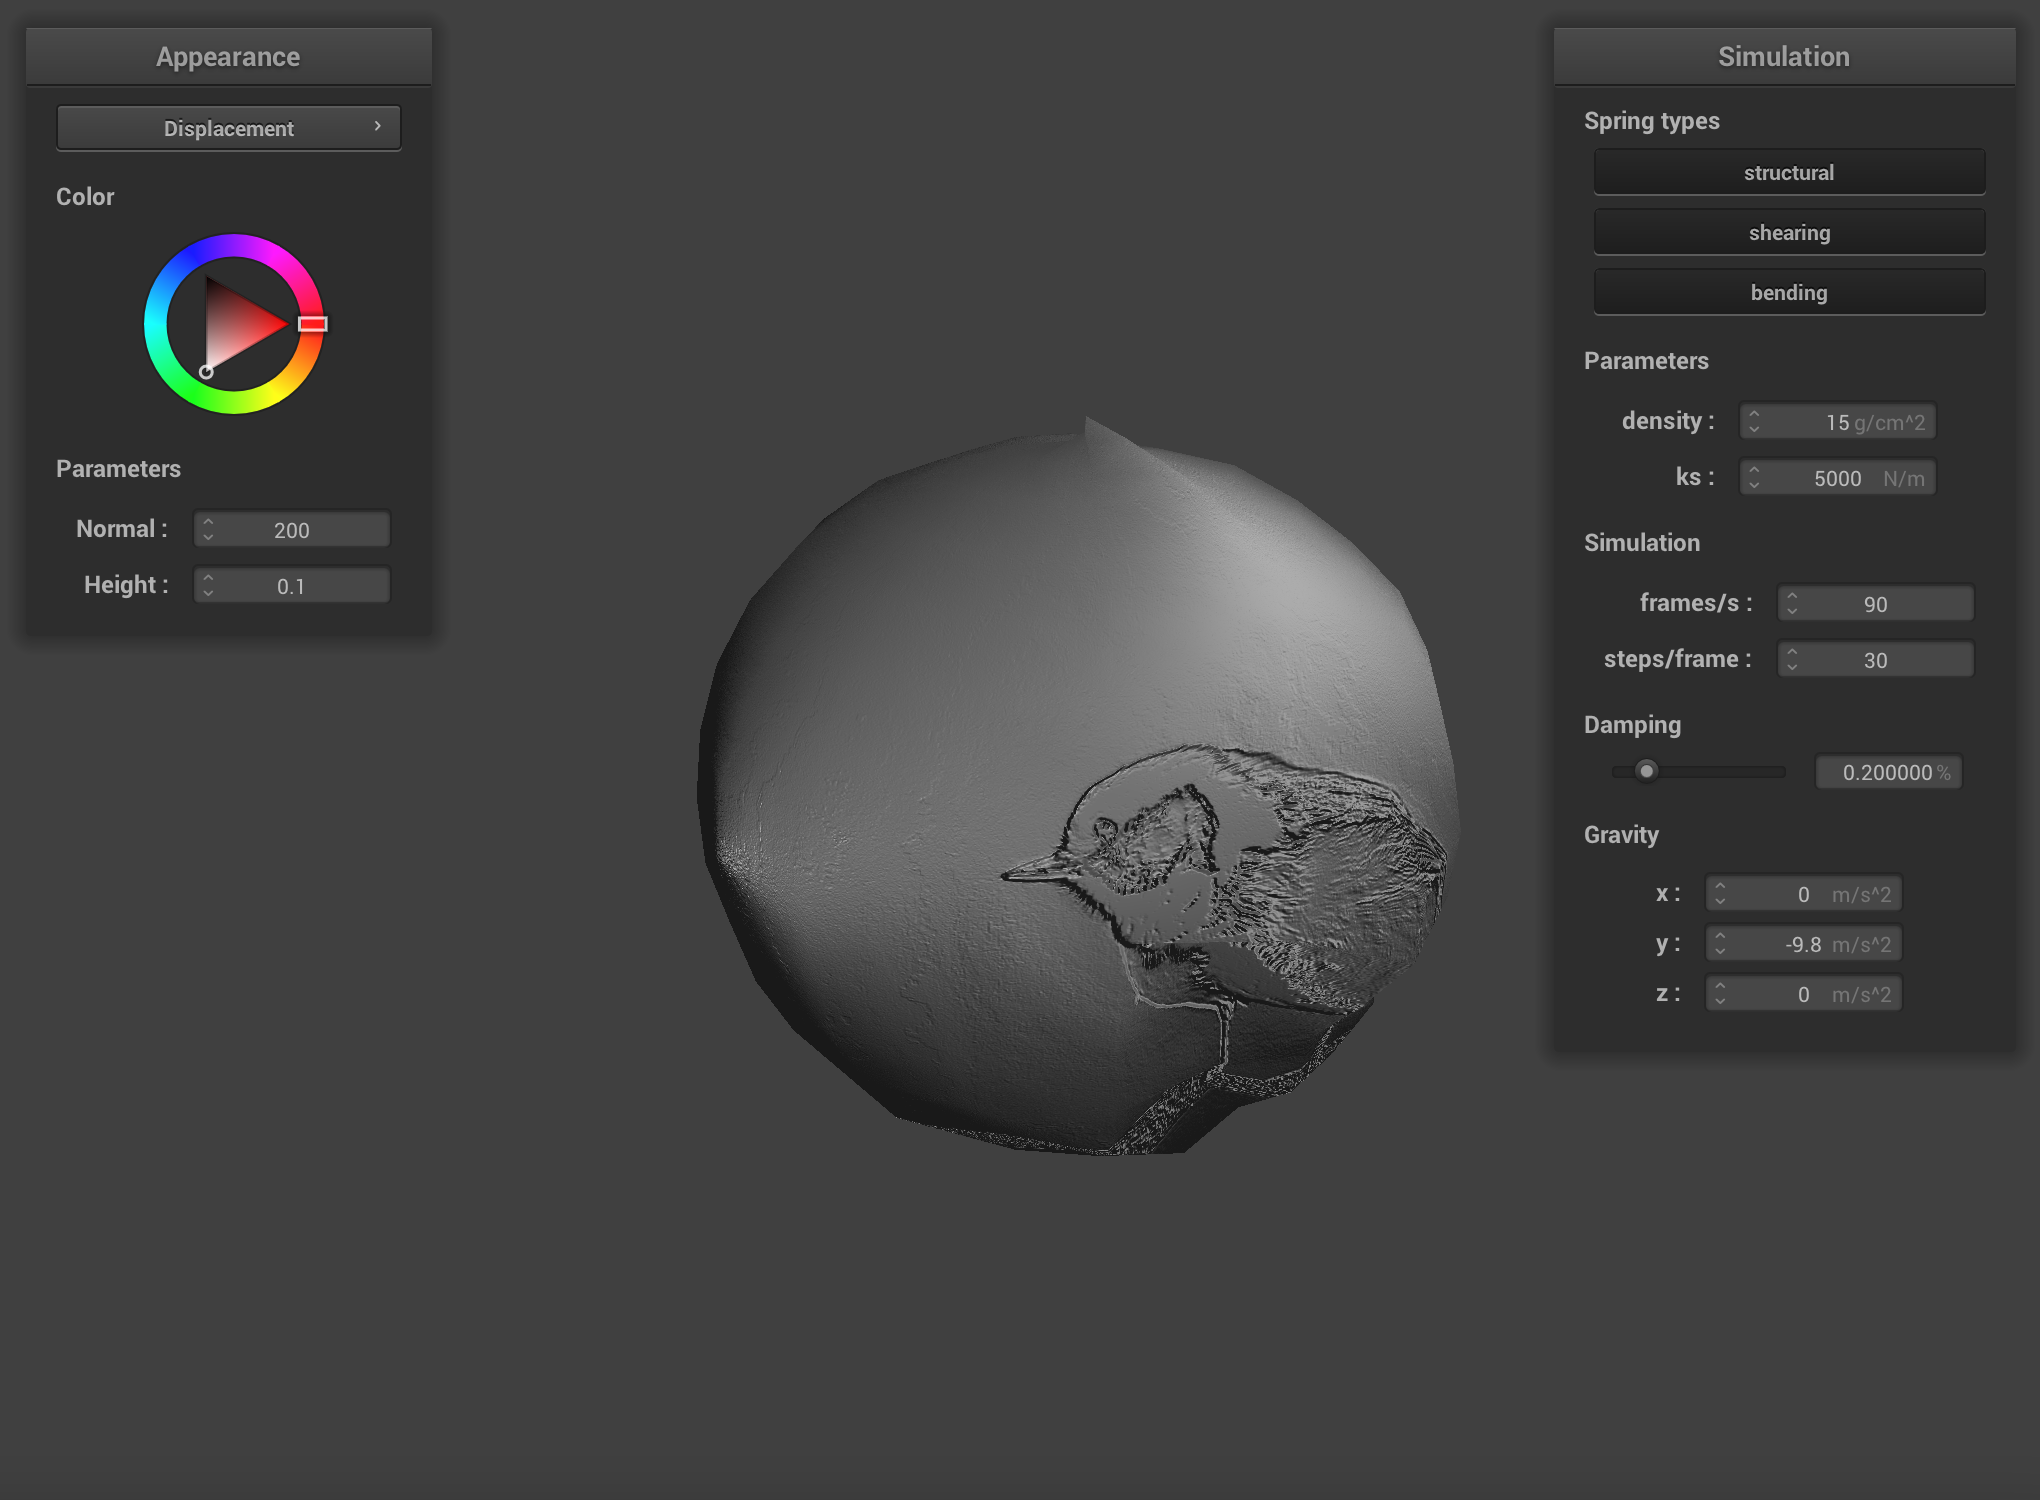 Appearance
Displacement
Color
Parameters
Normal : 200
Height : 0.1
Simulation
Spring types
structural
shearing
bending
Parameters
density : 15 g/cm^2
ks : 5000 N/m
Simulation
frames/s : 90
steps/frame : 30
Damping
0.200000 %
Gravity
x : 0 m/s^2
y : -9.8 m/s^2
z : 0 m/s^2